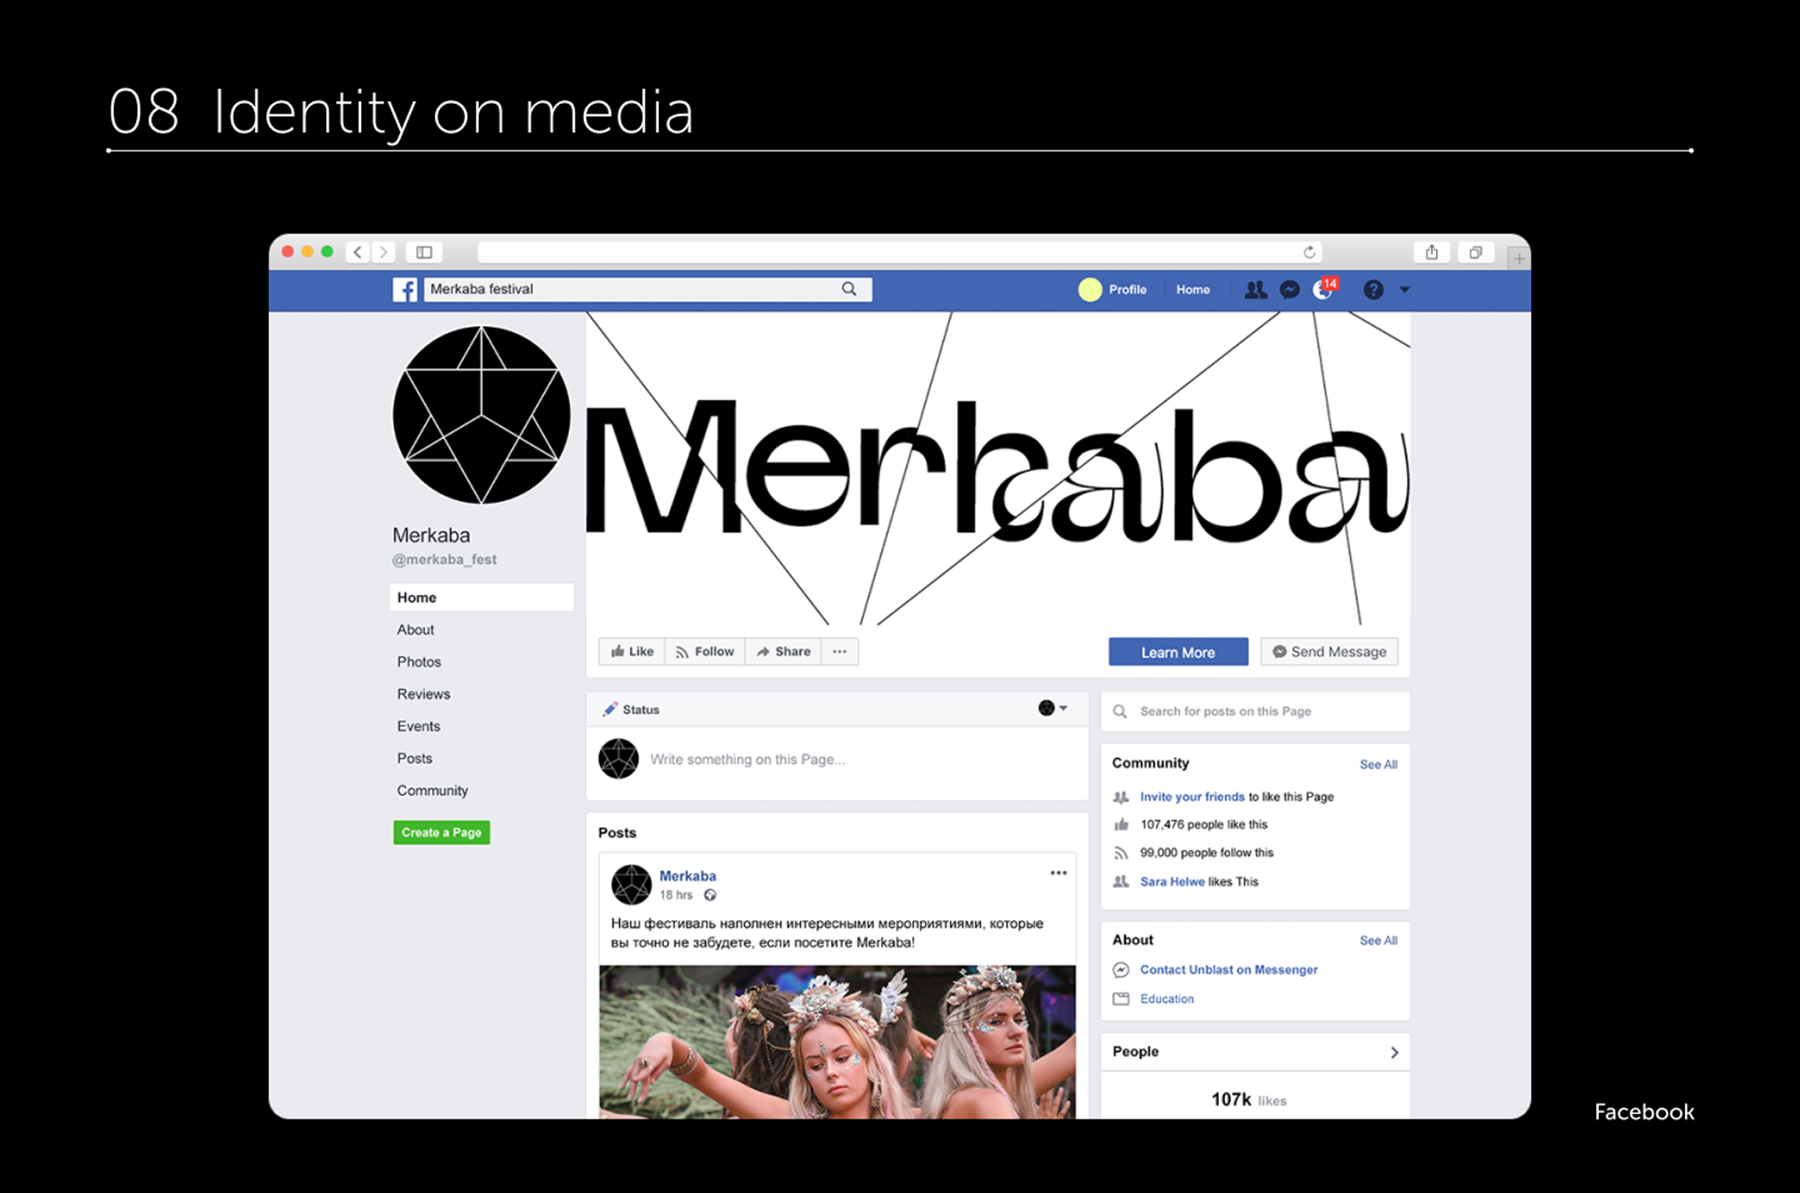 08 Identity on media
Merkaba festival
Profile
Home
14
Merkaba
Merkaba
@merkaba_fest
Home
About
Photos
Reviews
Events
Posts
Community
Create a Page
Like
Follow
Share
Learn More
Send Message
Status
Write something on this Page...
Posts
Merkaba
18 hrs
Наш фестиваль наполнен интересными мероприятиями, которые
вы точно не забудете, если посетите Merkaba!
Search for posts on this Page
Community See All
Invite your friends to like this Page
107,476 people like this
99,000 people follow this
Sara Helwe likes This
About See All
Contact Unblast on Messenger
Education
People
107k likes
Facebook